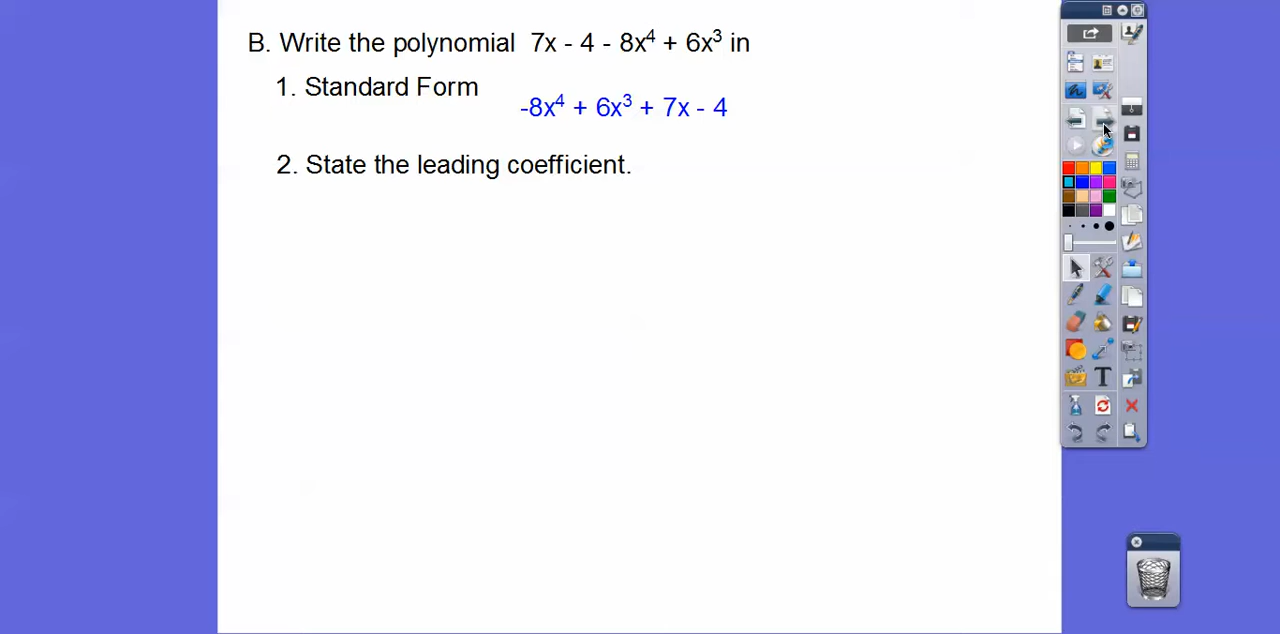 B. Write the polynomial 7x - 4 - 8x⁴ + 6x³ in
1. Standard Form
-8x⁴ + 6x³ + 7x - 4
2. State the leading coefficient.
T